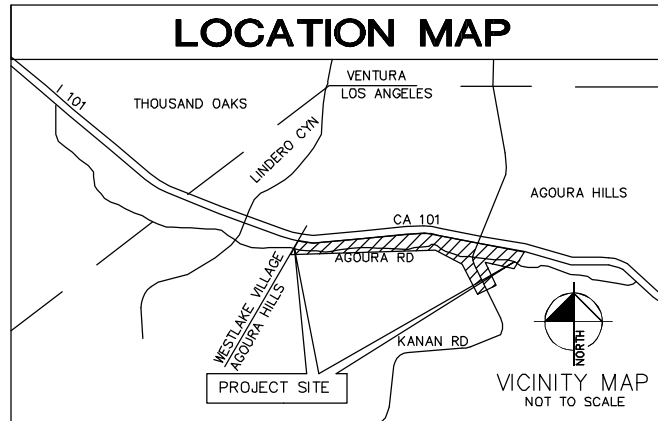 LOCATION MAP
VENTURA
LOS ANGELES
I 101
THOUSAND OAKS
LINDERO CYN
AGOURA HILLS
CA 101
AGOURA RD
WESTLAKE VILLAGE
AGOURA HILLS
KANAN RD
NORTH
PROJECT SITE
VICINITY MAP
NOT TO SCALE